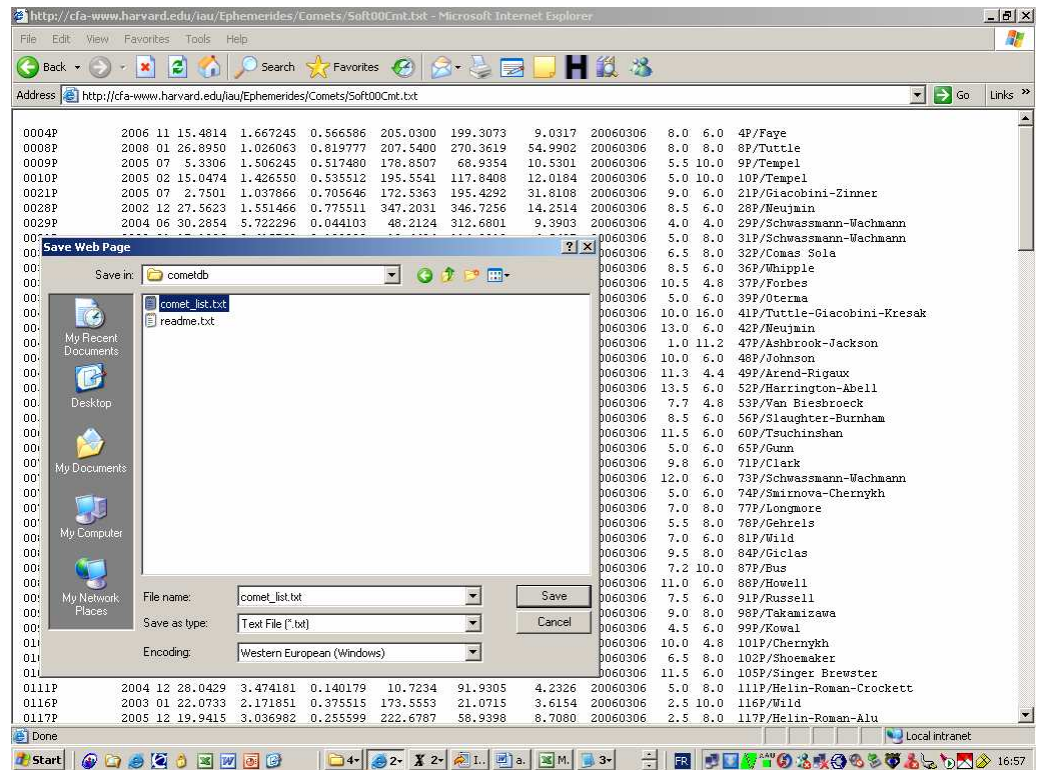 http://cfa-www.harvard.edu/iau/Ephemerides/Comets/Soft00Cmt.txt - Microsoft Internet Explorer
File Edit View Favorites Tools Help
Back Search Favorites
Address http://cfa-www.harvard.edu/iau/Ephemerides/Comets/Soft00Cmt.txt Go Links »
0004P 2006 11 15.4814 1.667245 0.566586 205.0300 199.3073 9.0317 20060306 8.0 6.0 4P/Faye
0008P 2008 01 26.8950 1.026063 0.819777 207.5400 270.3619 54.9902 20060306 8.0 8.0 8P/Tuttle
0009P 2005 07 5.3306 1.506245 0.517480 178.8507 68.9354 10.5301 20060306 5.5 10.0 9P/Tempel
0010P 2005 02 15.0474 1.426550 0.535512 195.5541 117.8408 12.0184 20060306 5.0 10.0 10P/Tempel
0021P 2005 07 2.7501 1.037866 0.705646 172.5363 195.4292 31.8108 20060306 9.0 6.0 21P/Giacobini-Zinner
0028P 2002 12 27.5623 1.551466 0.775511 347.2031 346.7256 14.2514 20060306 8.5 6.0 28P/Neujmin
0029P 2004 06 30.2854 5.722296 0.044103 48.2124 312.6801 9.3903 20060306 4.0 4.0 29P/Schwassmann-Wachmann
0060306 5.0 8.0 31P/Schwassmann-Wachmann
0060306 6.5 8.0 32P/Comas Sola
0060306 8.5 6.0 36P/Whipple
0060306 10.5 4.8 37P/Forbes
0060306 5.0 6.0 39P/Oterma
0060306 10.0 16.0 41P/Tuttle-Giacobini-Kresak
0060306 13.0 6.0 42P/Neujmin
0060306 1.0 11.2 47P/Ashbrook-Jackson
0060306 10.0 6.0 48P/Johnson
0060306 11.3 4.4 49P/Arend-Rigaux
0060306 13.5 6.0 52P/Harrington-Abell
0060306 7.7 4.8 53P/Van Biesbroeck
0060306 8.5 6.0 56P/Slaughter-Burnham
0060306 11.5 6.0 60P/Tsuchinshan
0060306 5.0 6.0 65P/Gunn
0060306 9.8 6.0 71P/Clark
0060306 12.0 6.0 73P/Schwassmann-Wachmann
0060306 5.0 6.0 74P/Smirnova-Chernykh
0060306 7.0 8.0 77P/Longmore
0060306 5.5 8.0 78P/Gehrels
0060306 7.0 6.0 81P/Wild
0060306 9.5 8.0 84P/Giclas
0060306 7.2 10.0 87P/Bus
0060306 11.0 6.0 88P/Howell
0060306 7.5 6.0 91P/Russell
0060306 9.0 8.0 98P/Takamizawa
0060306 4.5 6.0 99P/Kowal
0060306 10.0 4.8 101P/Chernykh
0060306 6.5 8.0 102P/Shoemaker
0060306 11.5 6.0 105P/Singer Brewster
0111P 2004 12 28.0429 3.474181 0.140179 10.7234 91.9305 4.2326 20060306 5.0 8.0 111P/Helin-Roman-Crockett
0116P 2003 01 22.0733 2.171851 0.375515 173.5553 21.0715 3.6154 20060306 2.5 10.0 116P/Wild
0117P 2005 12 19.9415 3.036982 0.255599 222.6787 58.9398 8.7080 20060306 2.5 8.0 117P/Helin-Roman-Alu
Save Web Page
Save in: cometdb
comet_list.txt
readme.txt
My Recent Documents
Desktop
My Documents
My Computer
My Network Places
File name: comet_list.txt Save
Save as type: Text File (*.txt) Cancel
Encoding: Western European (Windows)
Done Local intranet
Start 4 2 X 2 I.. a. M. 3 FR 16:57